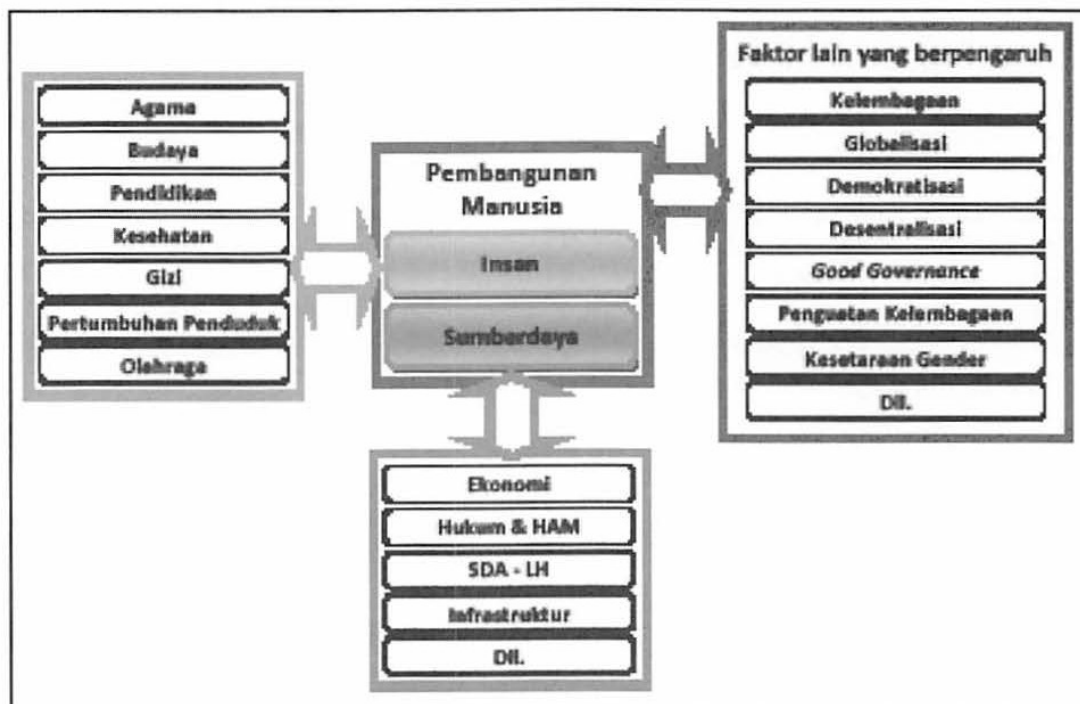 Agama
Budaya
Pendidikan
Kesehatan
Gizi
Pertumbuhan Penduduk
Olahraga
Pembangunan
Manusia
Insan
Sumberdaya
Faktor lain yang berpengaruh
Kelembagaan
Globalisasi
Demokratisasi
Desentralisasi
Good Governance
Penguatan Kelembagaan
Kesetaraan Gender
Dll.
Ekonomi
Hukum & HAM
SDA - LH
Infrastruktur
Dll.